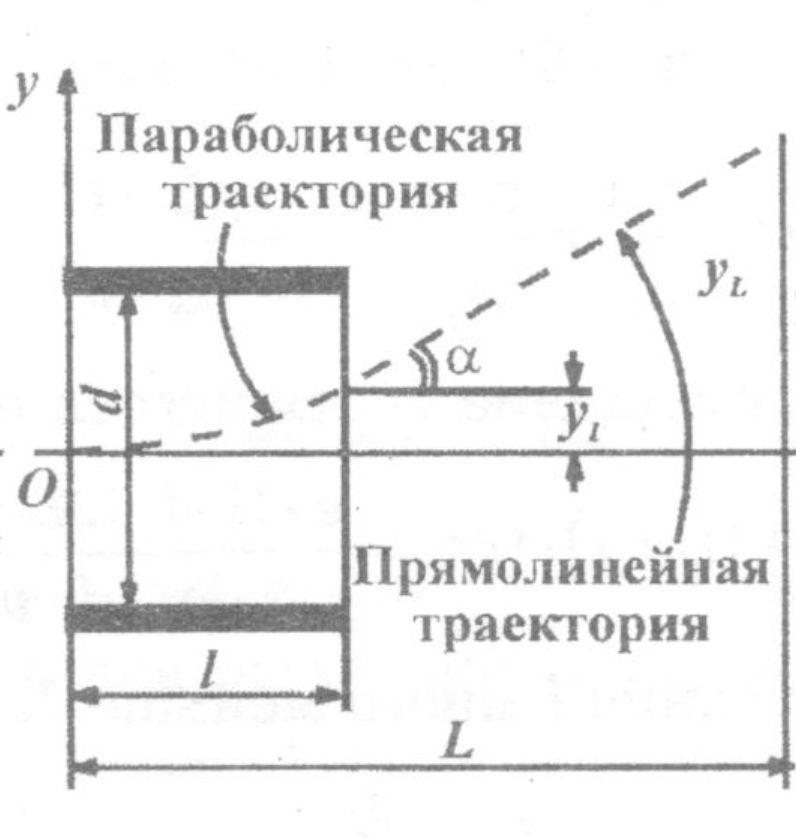 y
Параболическая
траектория
y_L
α
d
y_l
O
Прямолинейная
траектория
l
L